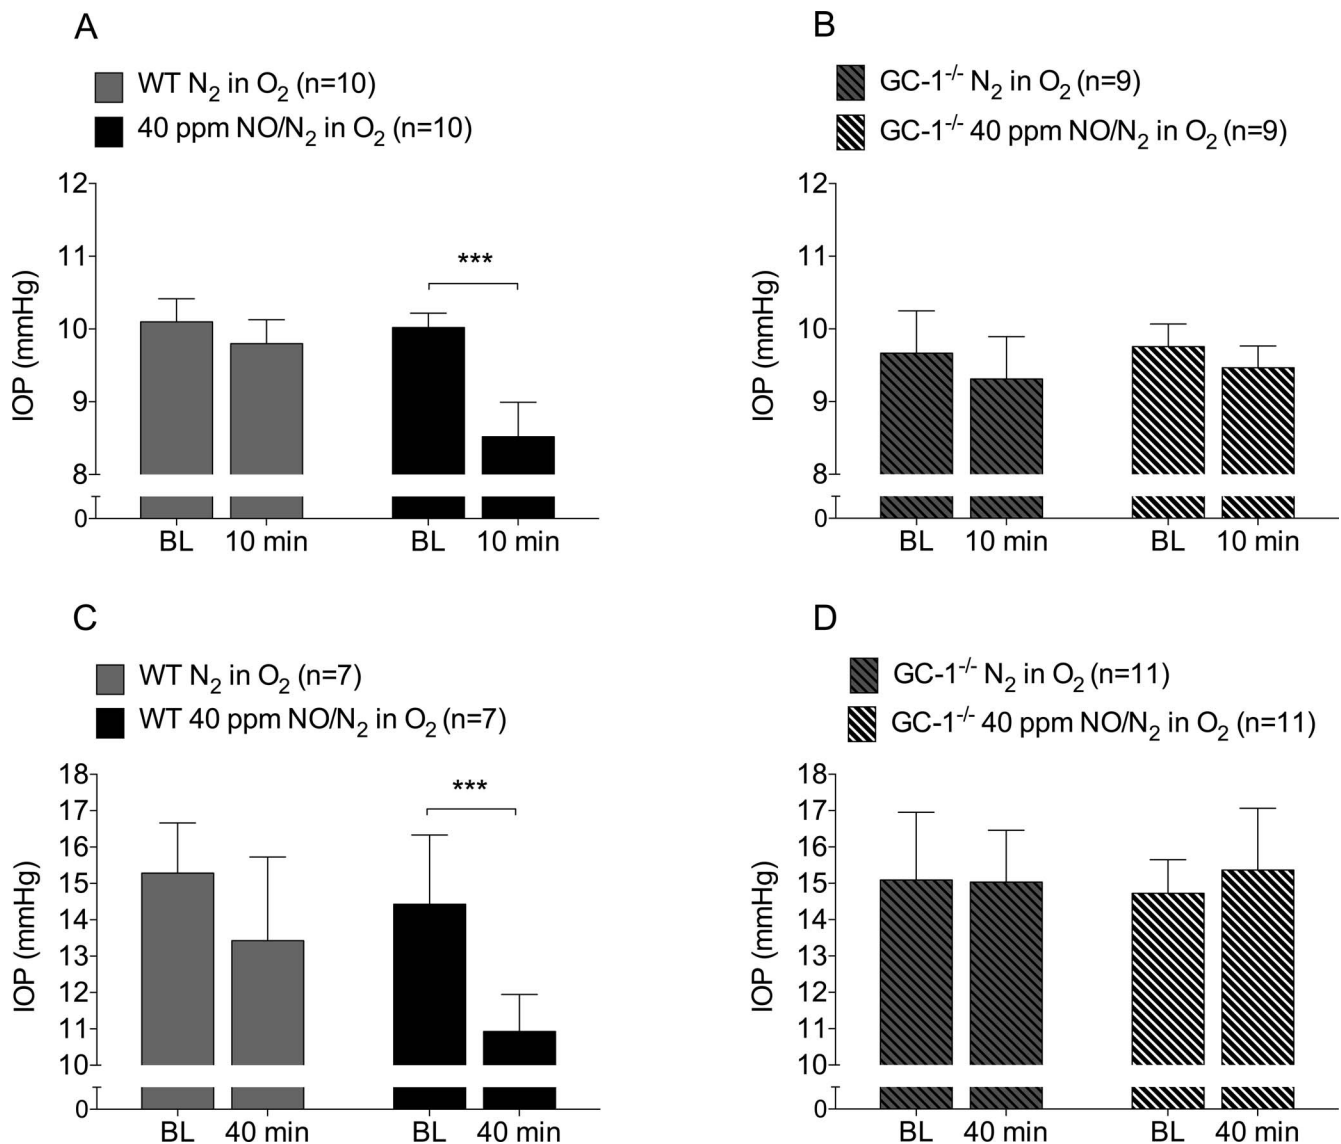 A
WT N₂ in O₂ (n=10)
40 ppm NO/N₂ in O₂ (n=10)
IOP (mmHg)
12
11
10
9
8
0
***
BL
10 min
BL
10 min
B
GC-1⁻/⁻ N₂ in O₂ (n=9)
GC-1⁻/⁻ 40 ppm NO/N₂ in O₂ (n=9)
IOP (mmHg)
12
11
10
9
8
0
BL
10 min
BL
10 min
C
WT N₂ in O₂ (n=7)
WT 40 ppm NO/N₂ in O₂ (n=7)
IOP (mmHg)
18
17
16
15
14
13
12
11
10
0
***
BL
40 min
BL
40 min
D
GC-1⁻/⁻ N₂ in O₂ (n=11)
GC-1⁻/⁻ 40 ppm NO/N₂ in O₂ (n=11)
IOP (mmHg)
18
17
16
15
14
13
12
11
10
0
BL
40 min
BL
40 min